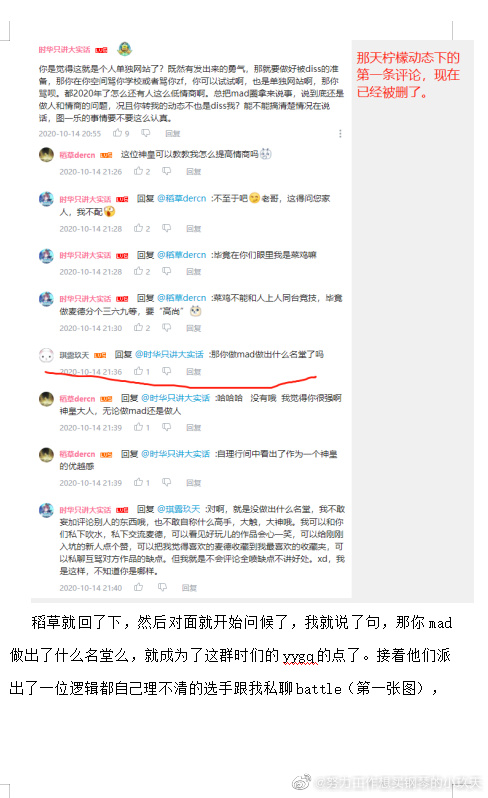 时华只讲大实话 LV6
你是觉得这就是个人单独网站了？既然有发出来的勇气，那就要做好被diss的准
备，那你在你空间骂你学校或者骂你zf，你可以试试啊，也是单独网站啊，那你
骂呗。都2020年了怎么还有人这么低情商啊。总把mad圈拿来说事，说到底还是
做人和情商的问题，况且你转我的动态不也是diss我？能不能搞清楚情况在说
话，图一乐的事情要不要这么认真。
2020-10-14 20:55 9 回复
稻草dercn LV5 这位神皇可以教教我怎么提高情商吗
2020-10-14 21:26 2 回复
时华只讲大实话 LV6 回复 @稻草dercn :不至于吧 老哥，这得问您家
人，我不配
2020-10-14 21:28 2 回复
时华只讲大实话 LV6 回复 @稻草dercn :毕竟在你们眼里我是菜鸡嘛
2020-10-14 21:28 2 回复
时华只讲大实话 LV6 回复 @稻草dercn :菜鸡不能和人上人同台竞技，毕竟
做麦德分个三六九等，要“高尚”
2020-10-14 21:30 2 回复
琪露玖天 LV5 回复 @时华只讲大实话 :那你做mad做出什么名堂了吗
2020-10-14 21:36 1 回复
稻草dercn LV5 回复 @时华只讲大实话 :哈哈哈 没有哦 我觉得你很强啊
神皇大人，无论做mad还是做人
2020-10-14 21:39 1 回复
稻草dercn LV5 回复 @时华只讲大实话 :自理行间中看出了作为一个神皇
的优越感
2020-10-14 21:39 1 回复
时华只讲大实话 LV6 回复 @琪露玖天 :对啊，就是没做出什么名堂，我不敢
妄加评论别人的东西哦，也不敢自称什么高手，大触，大神哦。我可以和你
们私下吹水，私下交流麦德，可以看见好玩儿的作品会心一笑，可以给刚刚
入坑的新人点个赞，可以把我觉得喜欢的麦德收藏到我最喜欢的收藏夹，可
以私聊互骂对方作品的缺点。但我就是不会评论全喷缺点不讲好处。xd，我
是这样，不知道你是哪样。
2020-10-14 21:40 回复
那天柠檬动态下的
第一条评论，现在
已经被删了。
稻草就回了下，然后对面就开始问候了，我就说了句，那你mad
做出了什么名堂么，就成为了这群时们的yygq的点了。接着他们派
出了一位逻辑都自己理不清的选手跟我私聊battle（第一张图），